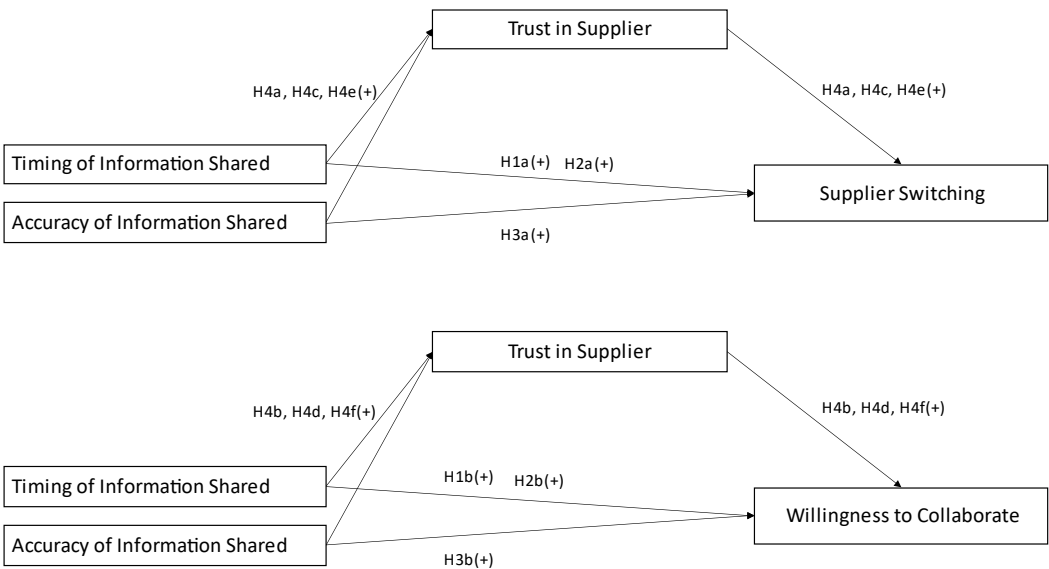 Trust in Supplier
H4a, H4c, H4e(+)
H4a, H4c, H4e(+)
Timing of Information Shared
H1a(+) H2a(+)
Supplier Switching
Accuracy of Information Shared
H3a(+)
Trust in Supplier
H4b, H4d, H4f(+)
H4b, H4d, H4f(+)
Timing of Information Shared
H1b(+) H2b(+)
Willingness to Collaborate
Accuracy of Information Shared
H3b(+)